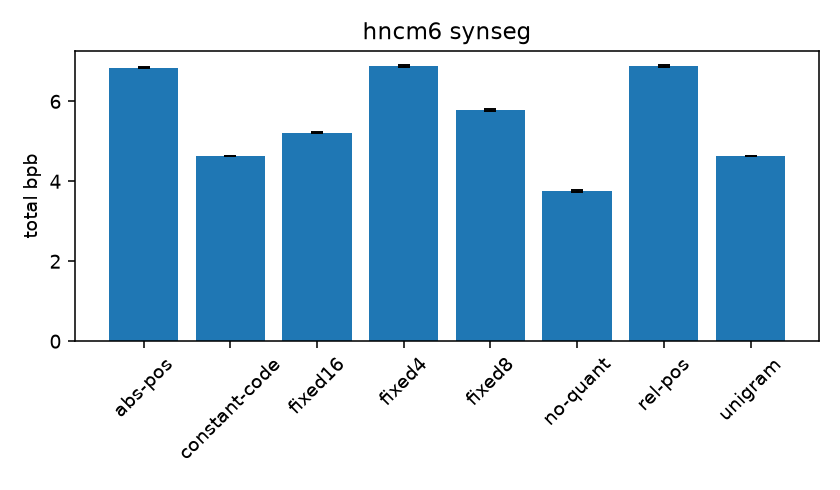 hncm6 synseg
total bpb
6
4
2
0
abs-pos
constant-code
fixed16
fixed4
fixed8
no-quant
rel-pos
unigram